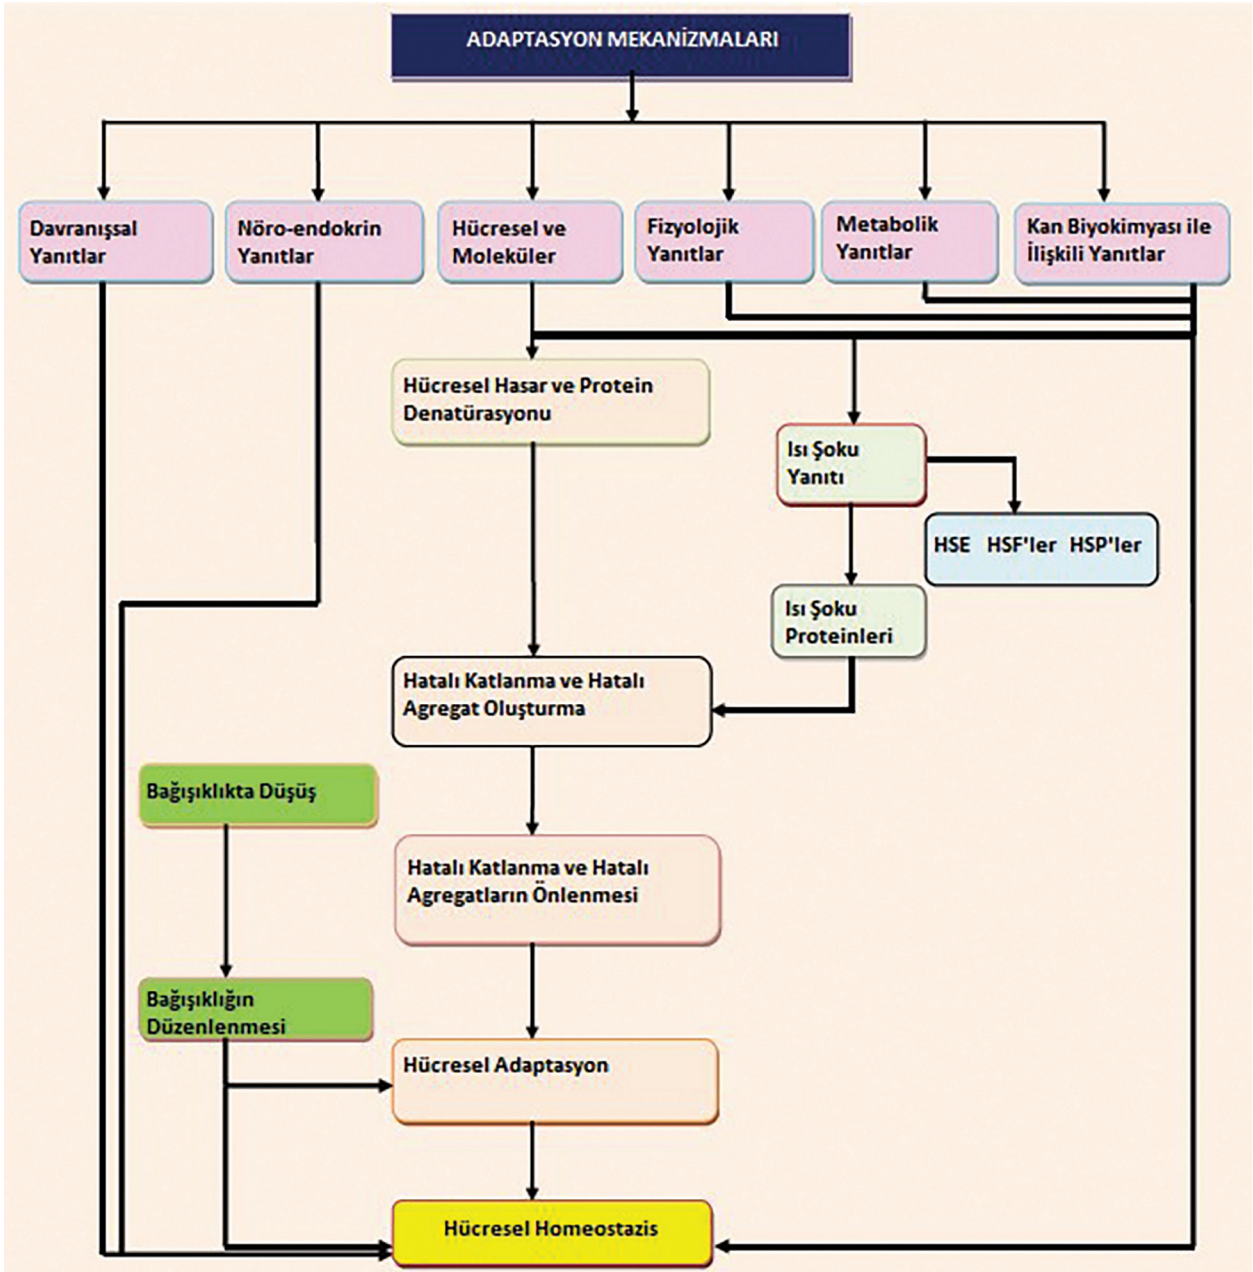 ADAPTASYON MEKANİZMALARI
Davranışsal
Yanıtlar
Nöro-endokrin
Yanıtlar
Hücresel ve
Moleküler
Fizyolojik
Yanıtlar
Metabolik
Yanıtlar
Kan Biyokimyası ile
İlişkili Yanıtlar
Hücresel Hasar ve Protein
Denatürasyonu
Isı Şoku
Yanıtı
HSE HSF'ler HSP'ler
Isı Şoku
Proteinleri
Hatalı Katlanma ve Hatalı
Agregat Oluşturma
Bağışıklıkta Düşüş
Hatalı Katlanma ve Hatalı
Agregatların Önlenmesi
Bağışıklığın
Düzenlenmesi
Hücresel Adaptasyon
Hücresel Homeostazis